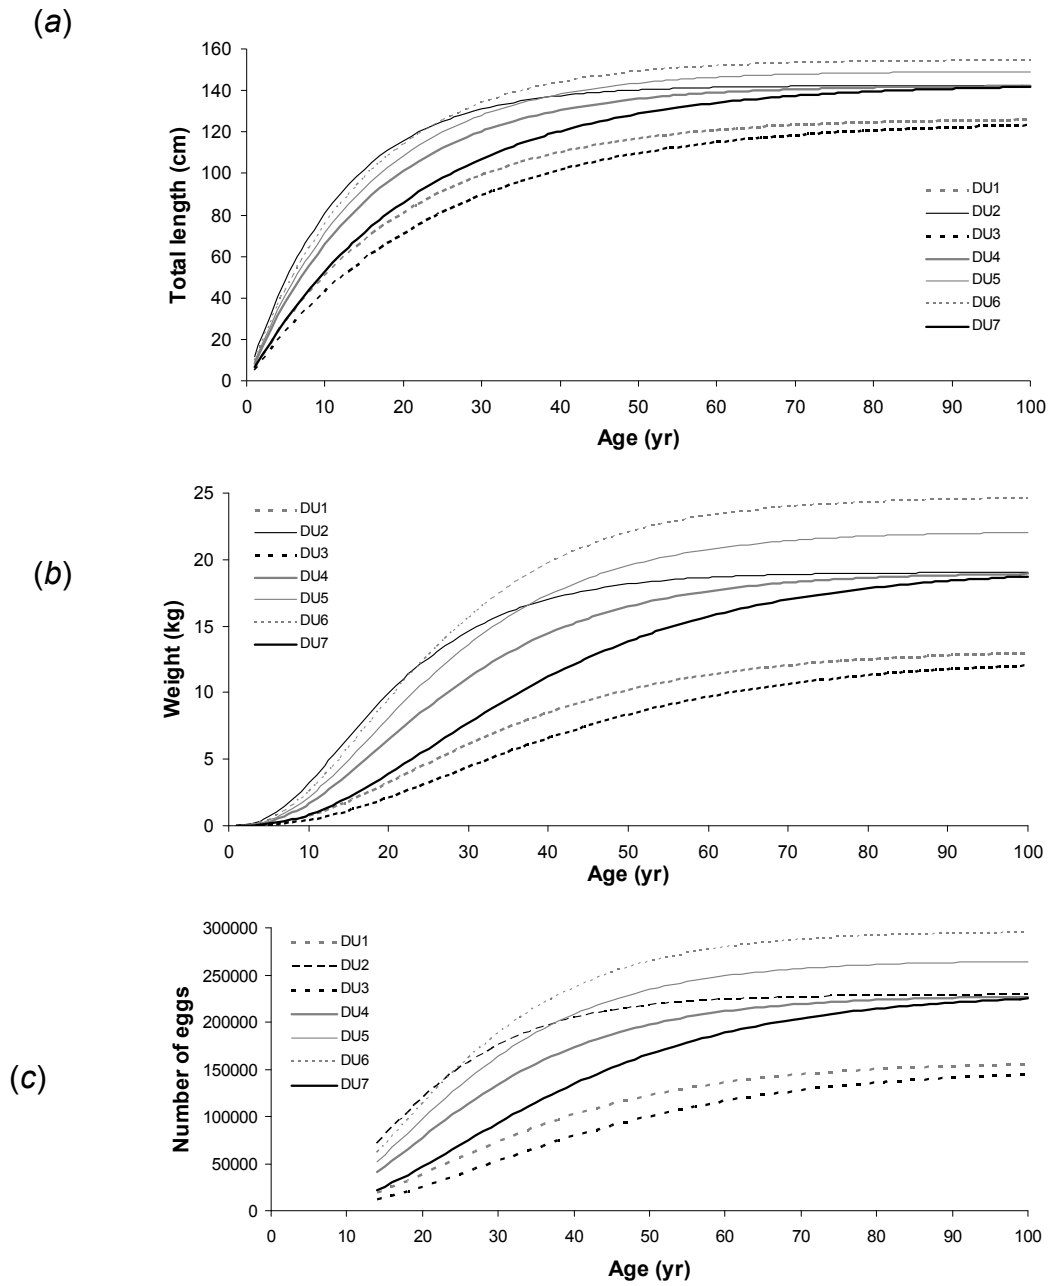 (a)
160
140
120
100
80
60
40
20
0
Total length (cm)
DU1
DU2
DU3
DU4
DU5
DU6
DU7
0 10 20 30 40 50 60 70 80 90 100
Age (yr)
(b)
25
20
15
10
5
0
Weight (kg)
DU1
DU2
DU3
DU4
DU5
DU6
DU7
0 10 20 30 40 50 60 70 80 90 100
Age (yr)
(c)
300000
250000
200000
150000
100000
50000
0
Number of eggs
DU1
DU2
DU3
DU4
DU5
DU6
DU7
0 10 20 30 40 50 60 70 80 90 100
Age (yr)